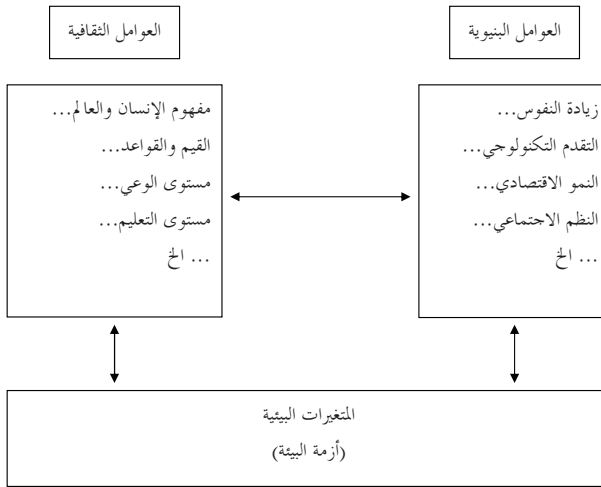 العوامل البنيوية
زيادة النفوس...
التقدم التكنولوجي...
النمو الاقتصادي...
النظم الاجتماعي...
... الخ
العوامل الثقافية
مفهوم الإنسان والعالم...
القيم والقواعد...
مستوى الوعي...
مستوى التعليم...
... الخ
المتغيرات البيئية
(أزمة البيئة)